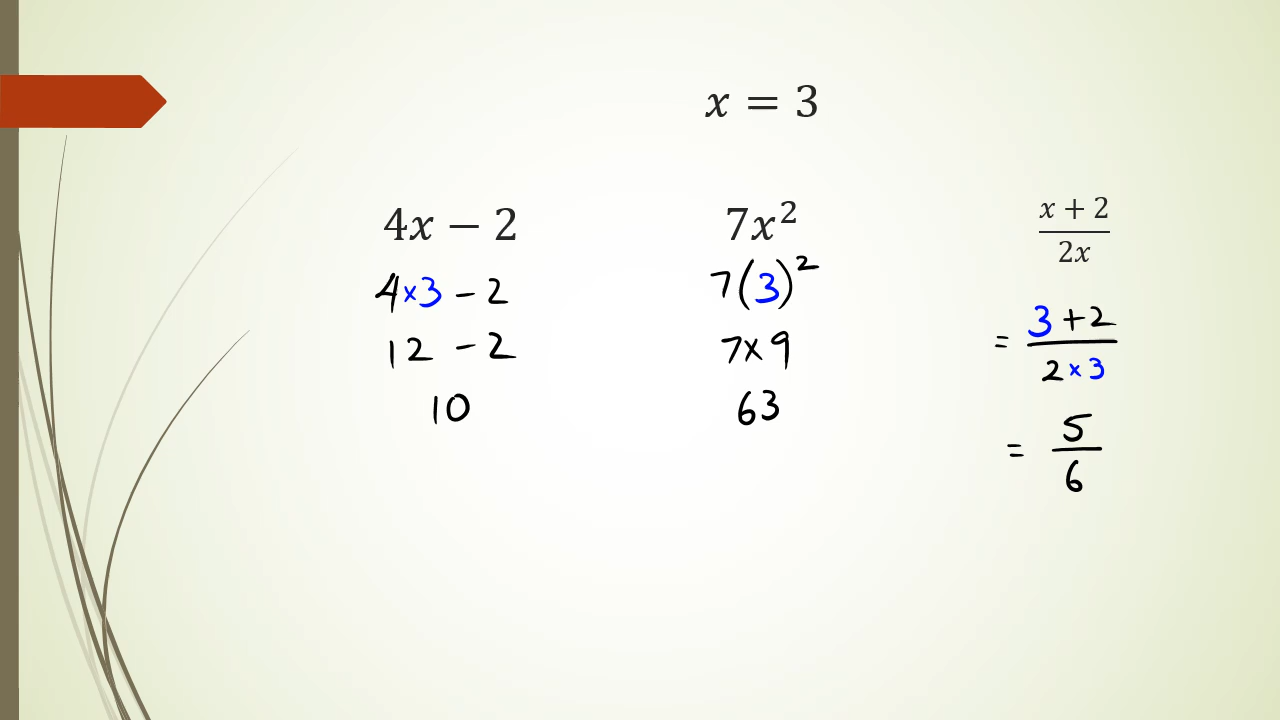 x = 3
4x − 2
4×3 − 2
12 − 2
10
7x²
7(3)²
7×9
63
x + 2
2x
= 3 + 2
2 × 3
= 5
6